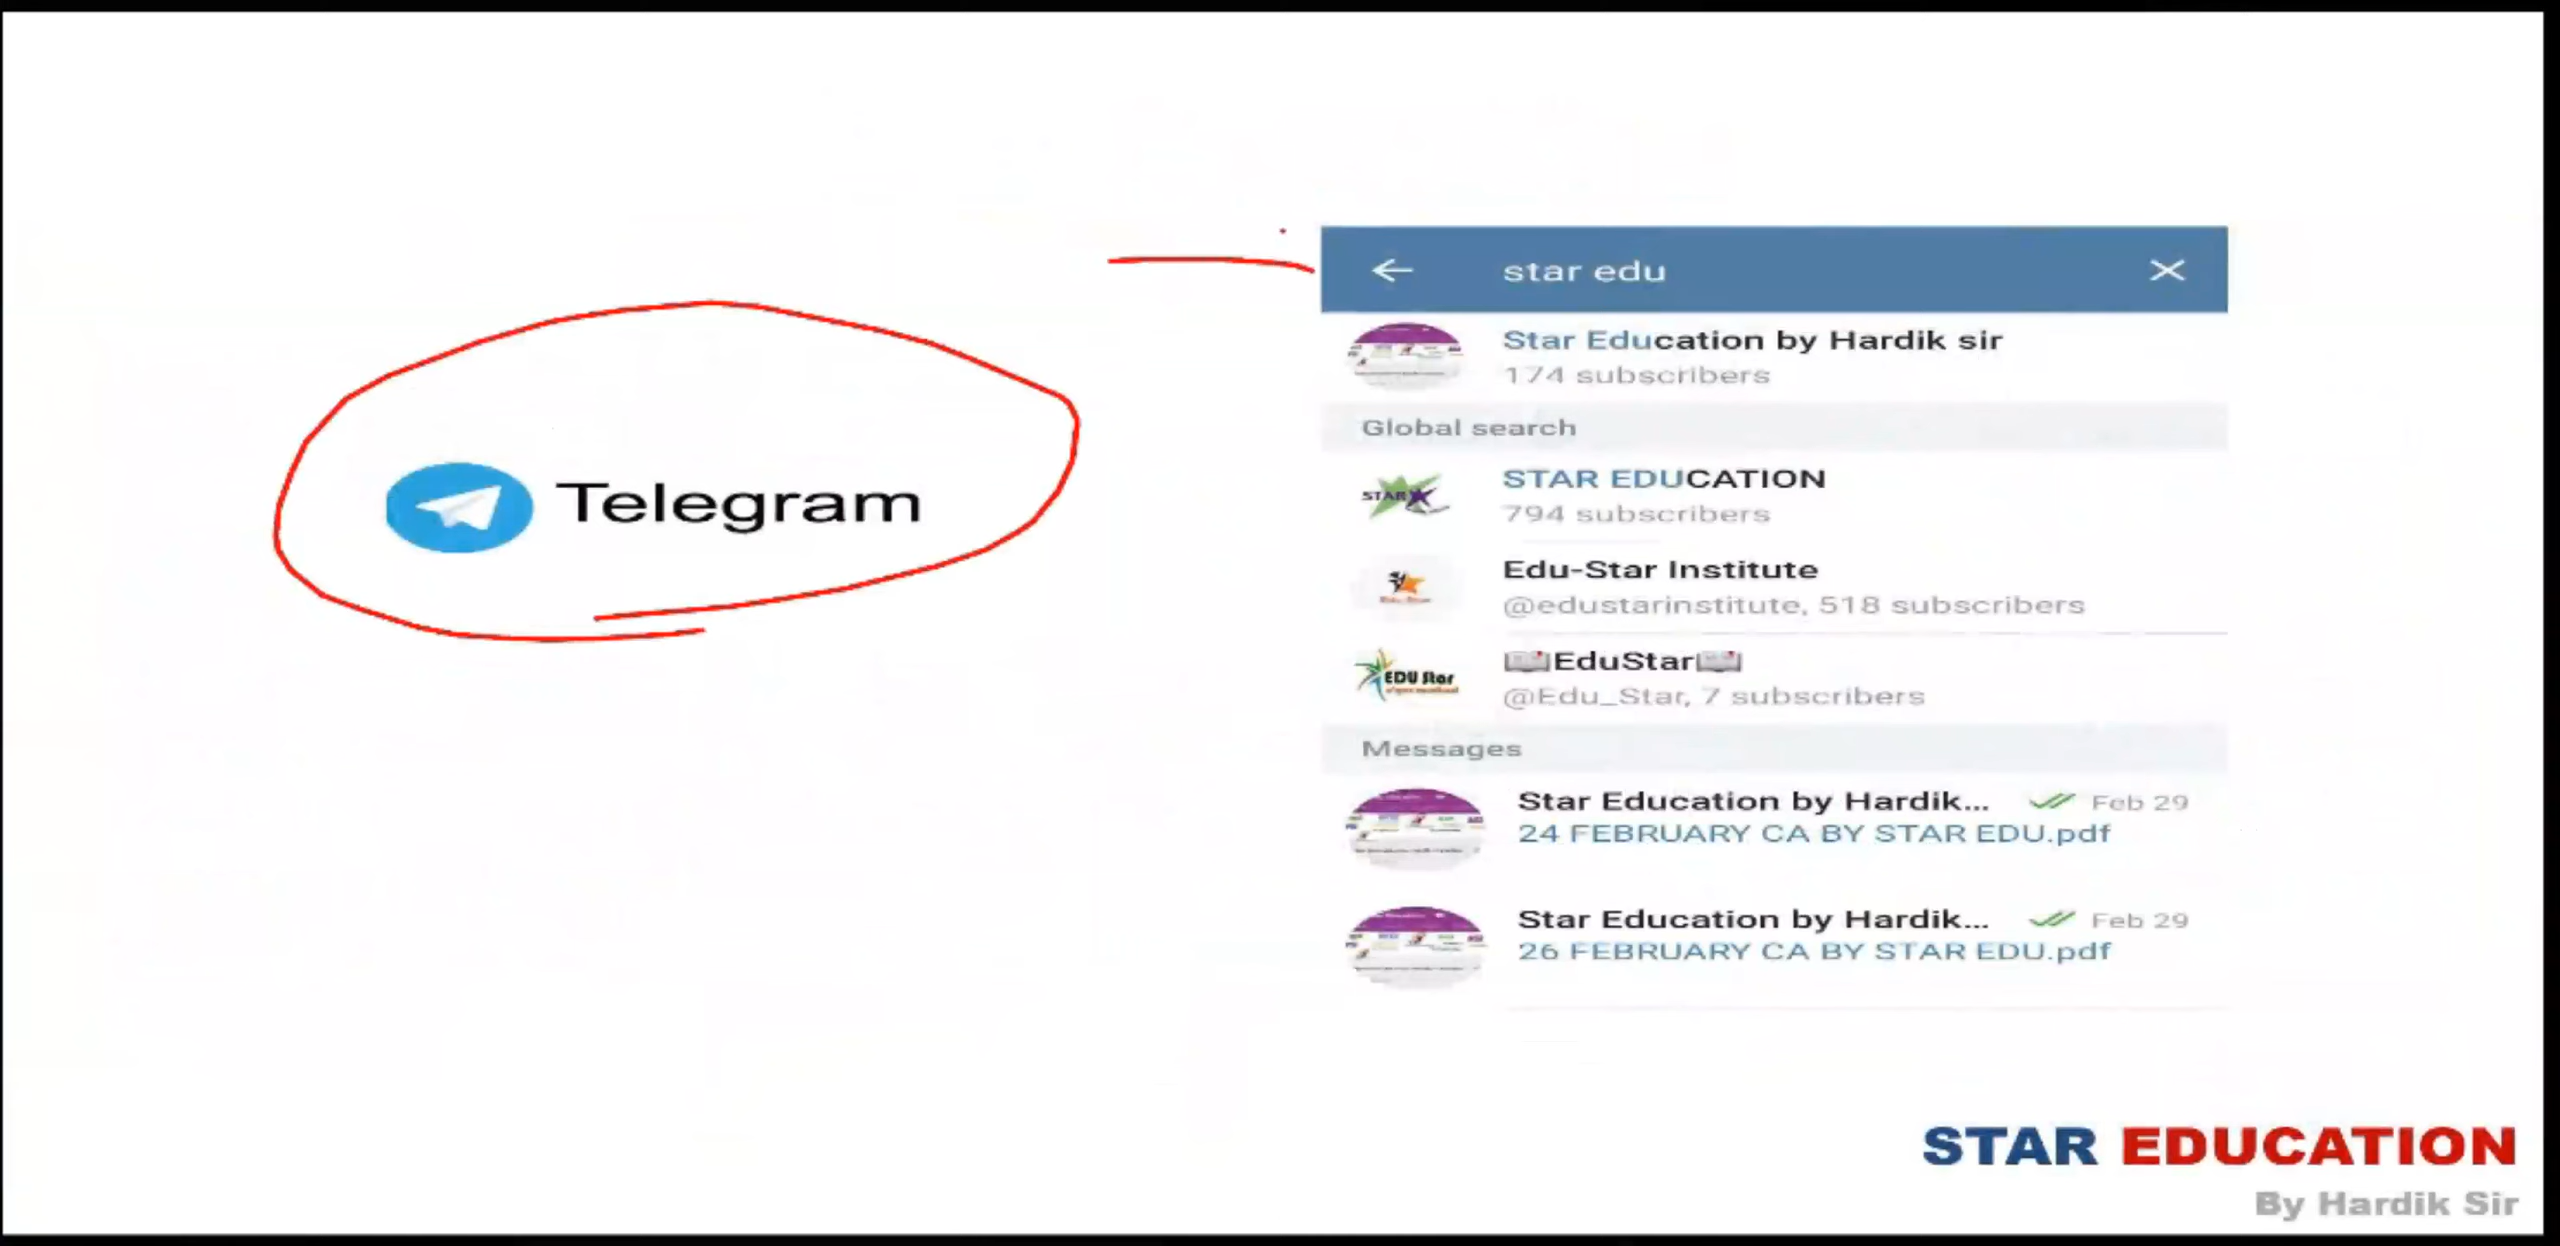 Telegram
star edu
Star Education by Hardik sir
174 subscribers
Global search
STAR
STAR EDUCATION
794 subscribers
Edu-Star Institute
@edustarinstitute, 518 subscribers
EDU Star
📖EduStar📖
@Edu_Star, 7 subscribers
Messages
Star Education by Hardik... Feb 29
24 FEBRUARY CA BY STAR EDU.pdf
Star Education by Hardik... Feb 29
26 FEBRUARY CA BY STAR EDU.pdf
STAR EDUCATION
By Hardik Sir